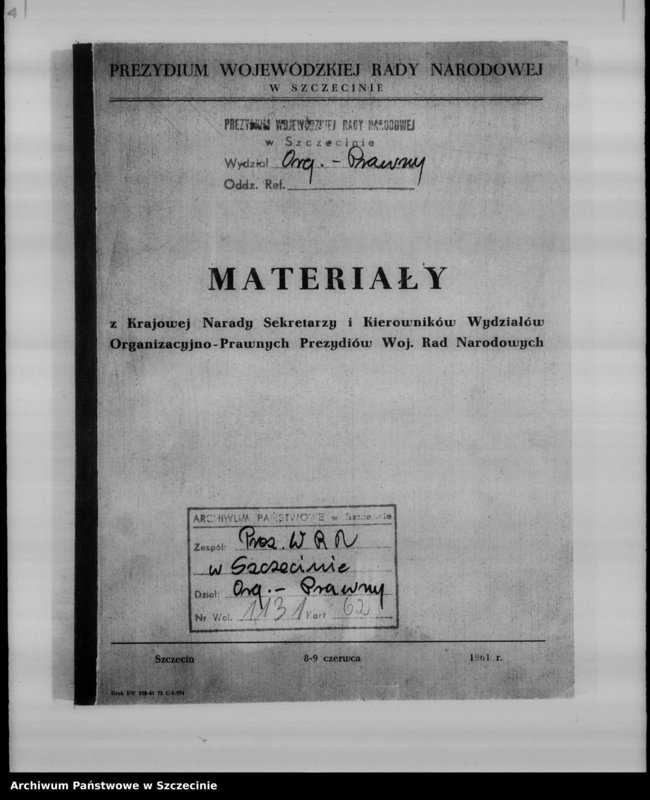 4
PREZYDIUM WOJEWÓDZKIEJ RADY NARODOWEJ
W SZCZECINIE
PREZYDIUM WOJEWÓDZKIEJ RADY NARODOWEJ
w Szczecinie
Wydział Org. - Prawny
Oddz. Ref.
MATERIAŁY
z Krajowej Narady Sekretarzy i Kierowników Wydziałów
Organizacyjno-Prawnych Prezydiów Woj. Rad Narodowych
ARCHIWUM PAŃSTWOWE w Szczecinie
Zespół: Prez. W R N
w Szczecinie
Dział: Org. - Prawny
Nr Wol. 1131 Kart 62
Szczecin 8-9 czerwca 1961 r.
Druk RW
Archiwum Państwowe w Szczecinie